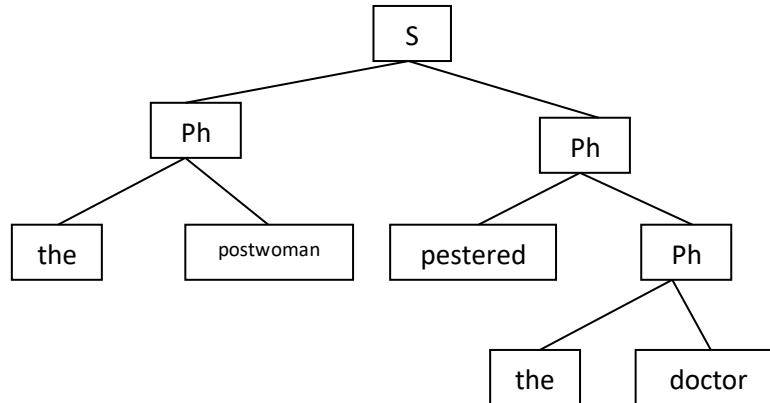 S
Ph
Ph
the
postwoman
pestered
Ph
the
doctor